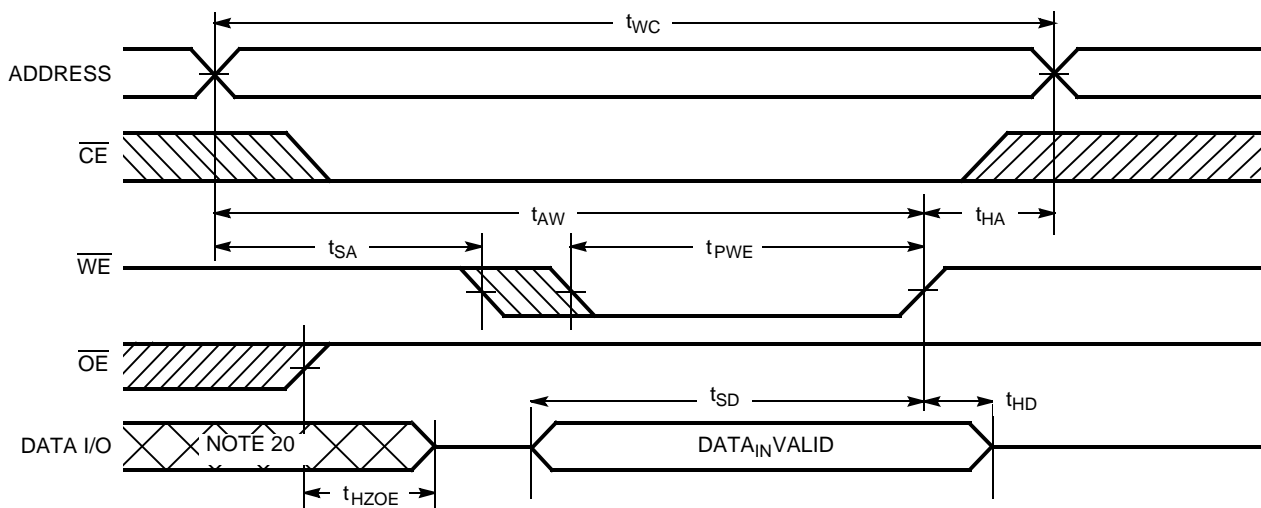 tWC
ADDRESS
CE
tAW
tHA
tSA
tPWE
WE
OE
tSD
tHD
DATA I/O
NOTE 20
DATAINVALID
tHZOE